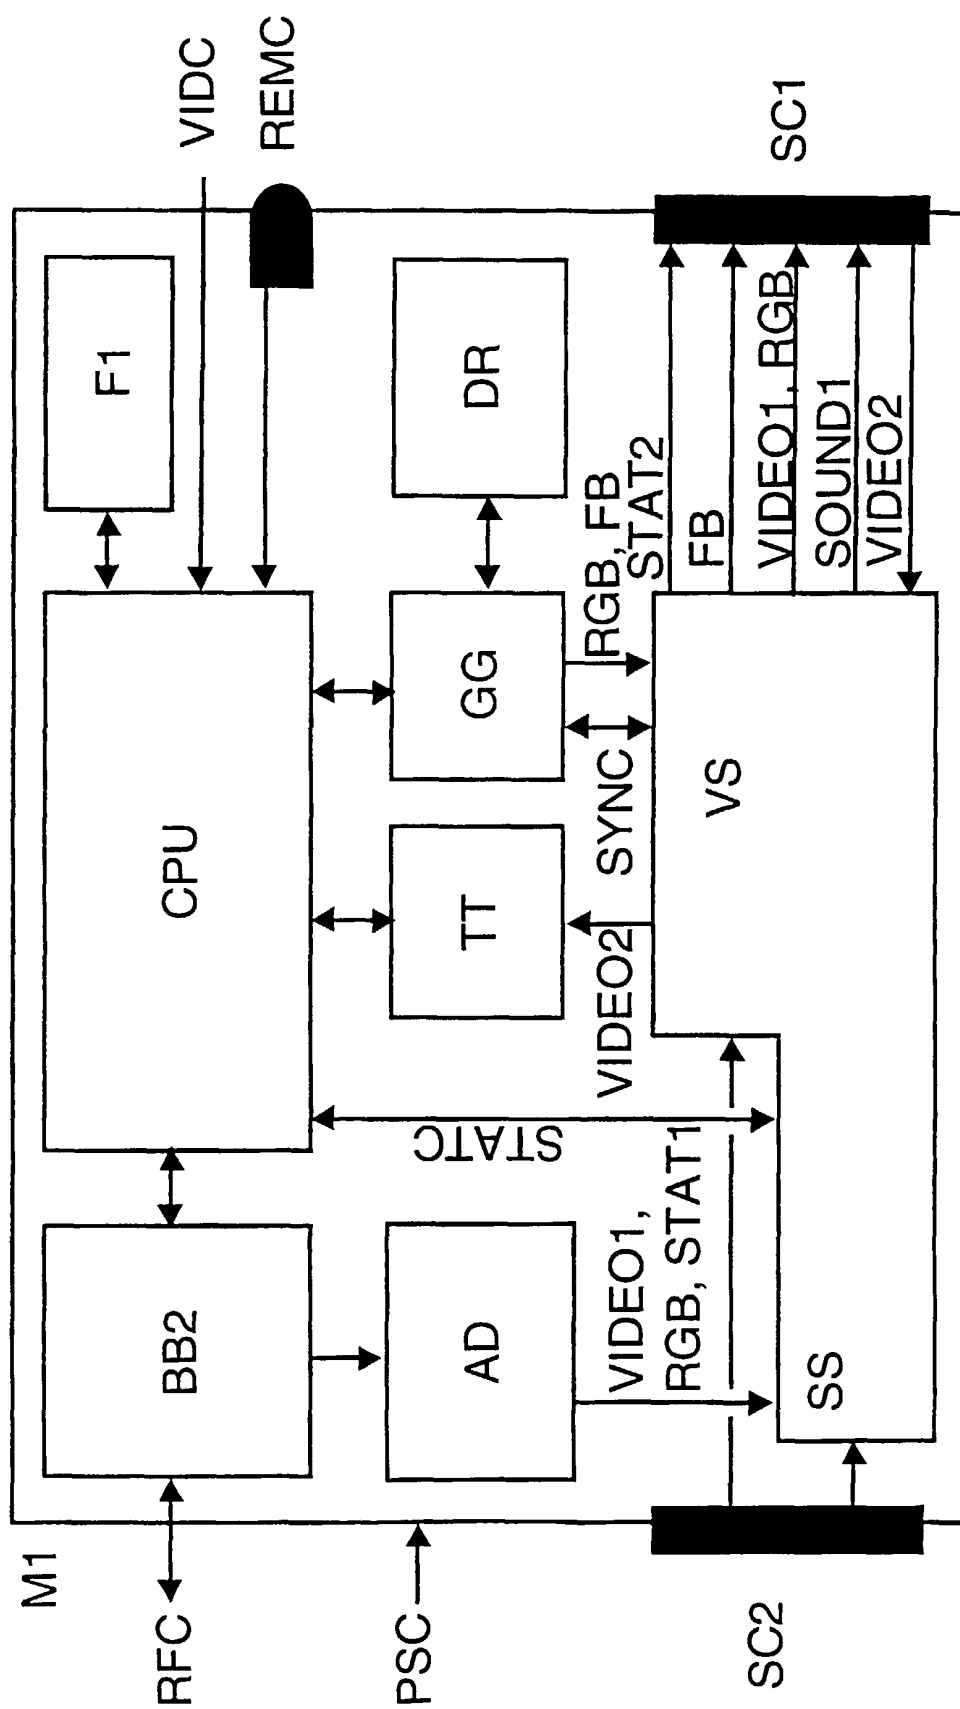 M1
RFC
PSC
SC2
BB2
AD
VIDEO1,
RGB, STAT1
SS
STATC
CPU
TT
VIDEO2
SYNC
GG
RGB, FB
VS
F1
DR
STAT2
FB
VIDEO1, RGB
SOUND1
VIDEO2
VIDC
REMC
SC1